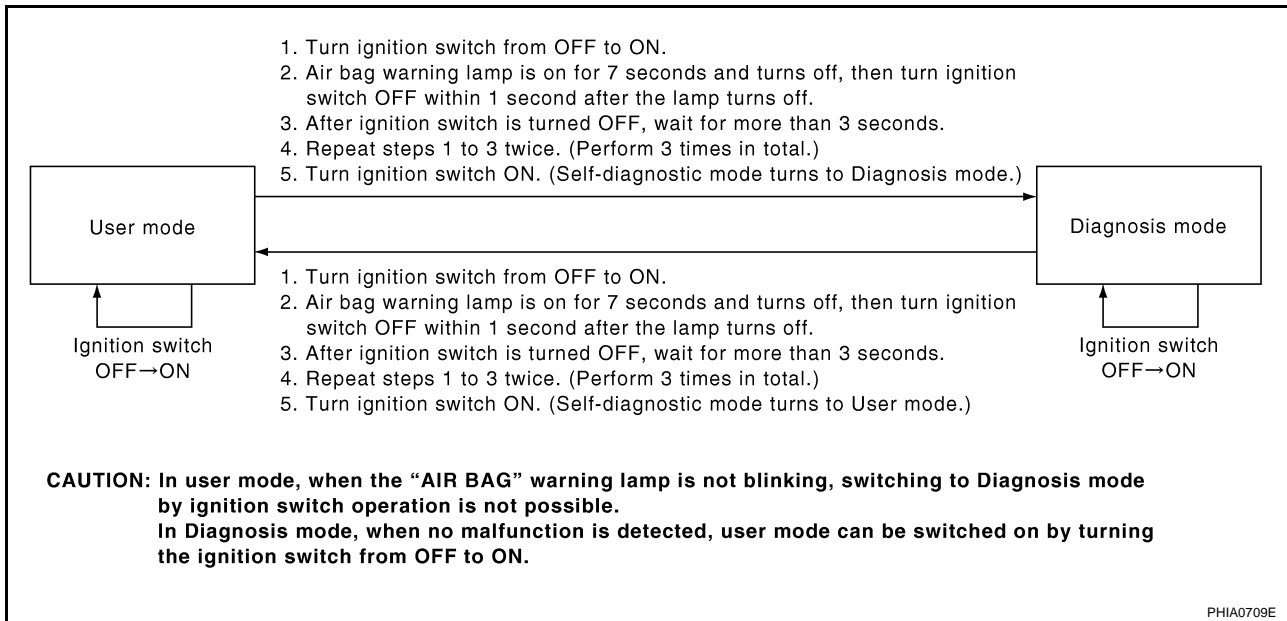 1. Turn ignition switch from OFF to ON.
2. Air bag warning lamp is on for 7 seconds and turns off, then turn ignition
switch OFF within 1 second after the lamp turns off.
3. After ignition switch is turned OFF, wait for more than 3 seconds.
4. Repeat steps 1 to 3 twice. (Perform 3 times in total.)
5. Turn ignition switch ON. (Self-diagnostic mode turns to Diagnosis mode.)
User mode
Diagnosis mode
1. Turn ignition switch from OFF to ON.
2. Air bag warning lamp is on for 7 seconds and turns off, then turn ignition
switch OFF within 1 second after the lamp turns off.
3. After ignition switch is turned OFF, wait for more than 3 seconds.
4. Repeat steps 1 to 3 twice. (Perform 3 times in total.)
5. Turn ignition switch ON. (Self-diagnostic mode turns to User mode.)
Ignition switch
OFF→ON
Ignition switch
OFF→ON
CAUTION: In user mode, when the “AIR BAG” warning lamp is not blinking, switching to Diagnosis mode
by ignition switch operation is not possible.
In Diagnosis mode, when no malfunction is detected, user mode can be switched on by turning
the ignition switch from OFF to ON.
PHIA0709E